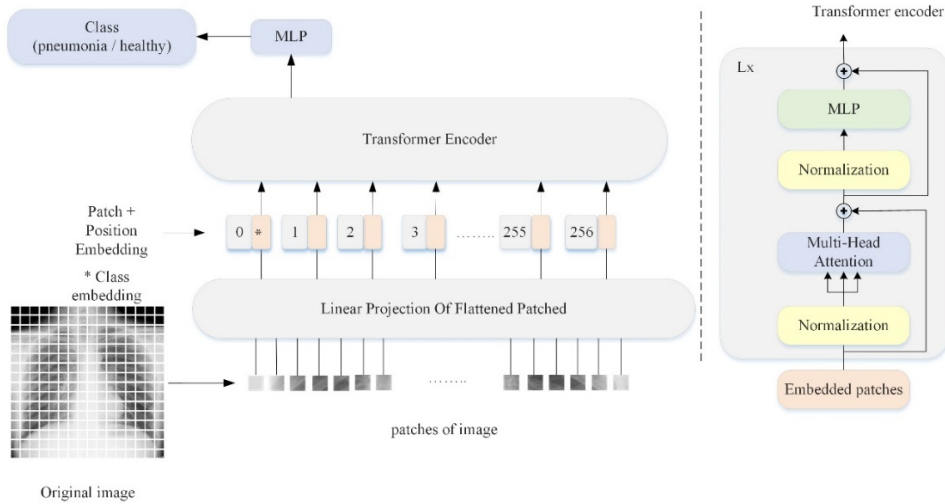 Class
(pneumonia / healthy)
MLP
Transformer Encoder
Patch +
Position
Embedding
0 * 1 2 3 ........ 255 256
* Class
embedding
Linear Projection Of Flattened Patched
........
patches of image
Original image
Transformer encoder
Lx
+
MLP
Normalization
+
Multi-Head
Attention
Normalization
Embedded patches